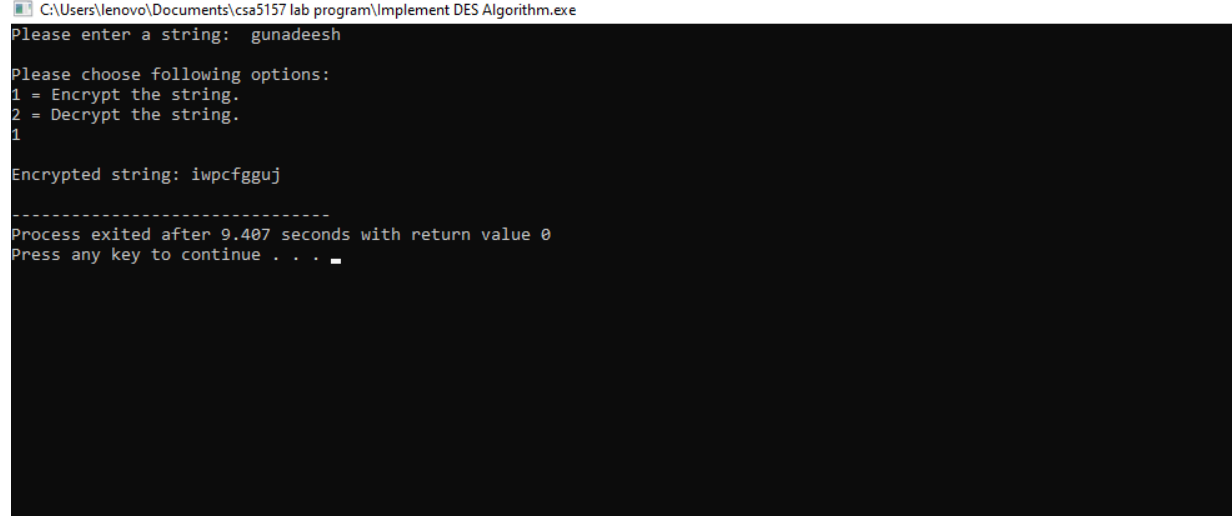 C:\Users\lenovo\Documents\csa5157 lab program\Implement DES Algorithm.exe
Please enter a string:  gunadeesh
Please choose following options:
1 = Encrypt the string.
2 = Decrypt the string.
1
Encrypted string: iwpcfgguj
--------------------------------
Process exited after 9.407 seconds with return value 0
Press any key to continue . . .